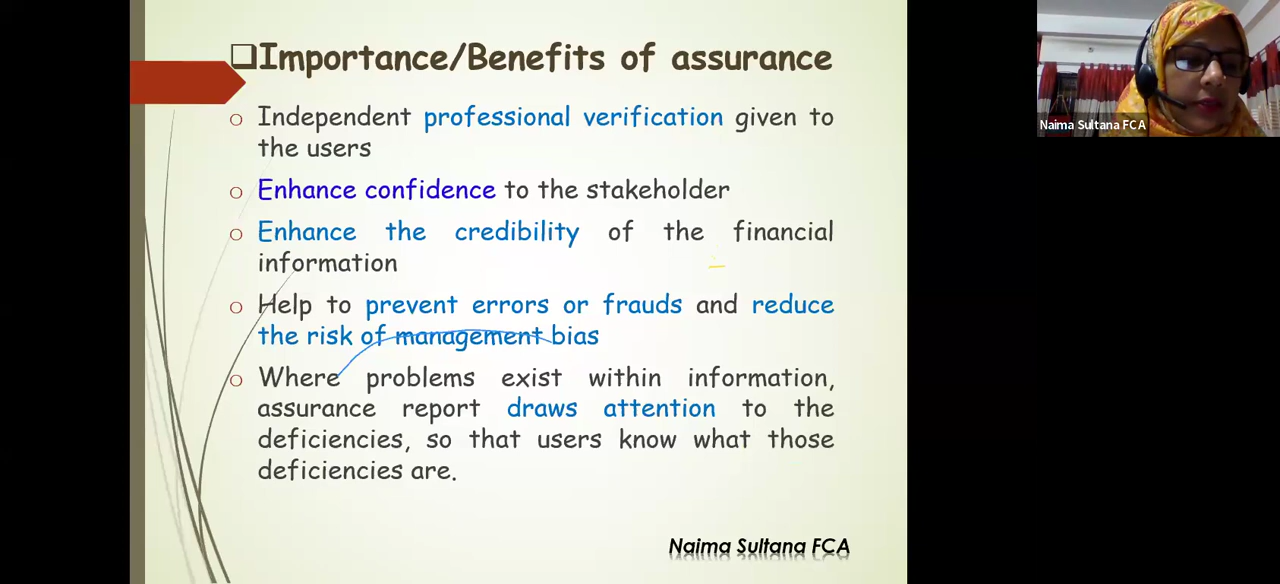 Importance/Benefits of assurance
Independent professional verification given to
the users
Enhance confidence to the stakeholder
Enhance the credibility of the financial
information
Help to prevent errors or frauds and reduce
the risk of management bias
Where problems exist within information,
assurance report draws attention to the
deficiencies, so that users know what those
deficiencies are.
Naima Sultana FCA
Naima Sultana FCA